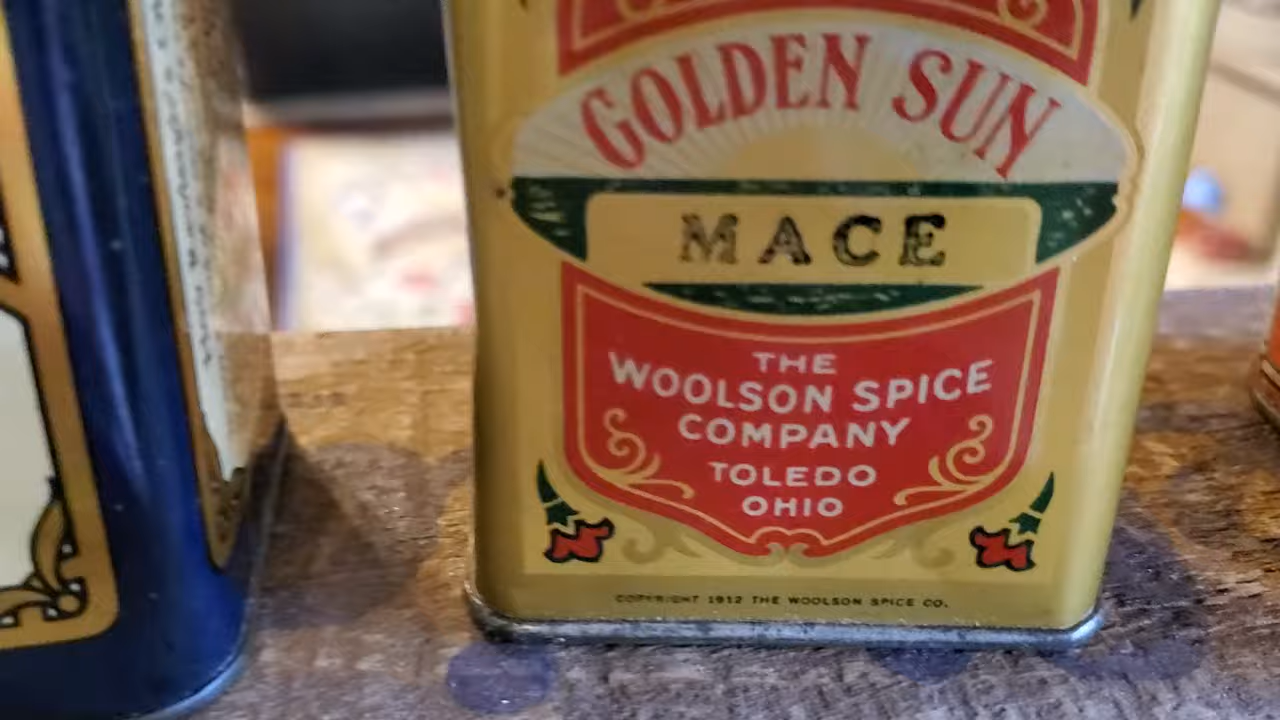 GOLDEN SUN
MACE
THE
WOOLSON SPICE
COMPANY
TOLEDO
OHIO
COPYRIGHT 1912 THE WOOLSON SPICE CO.